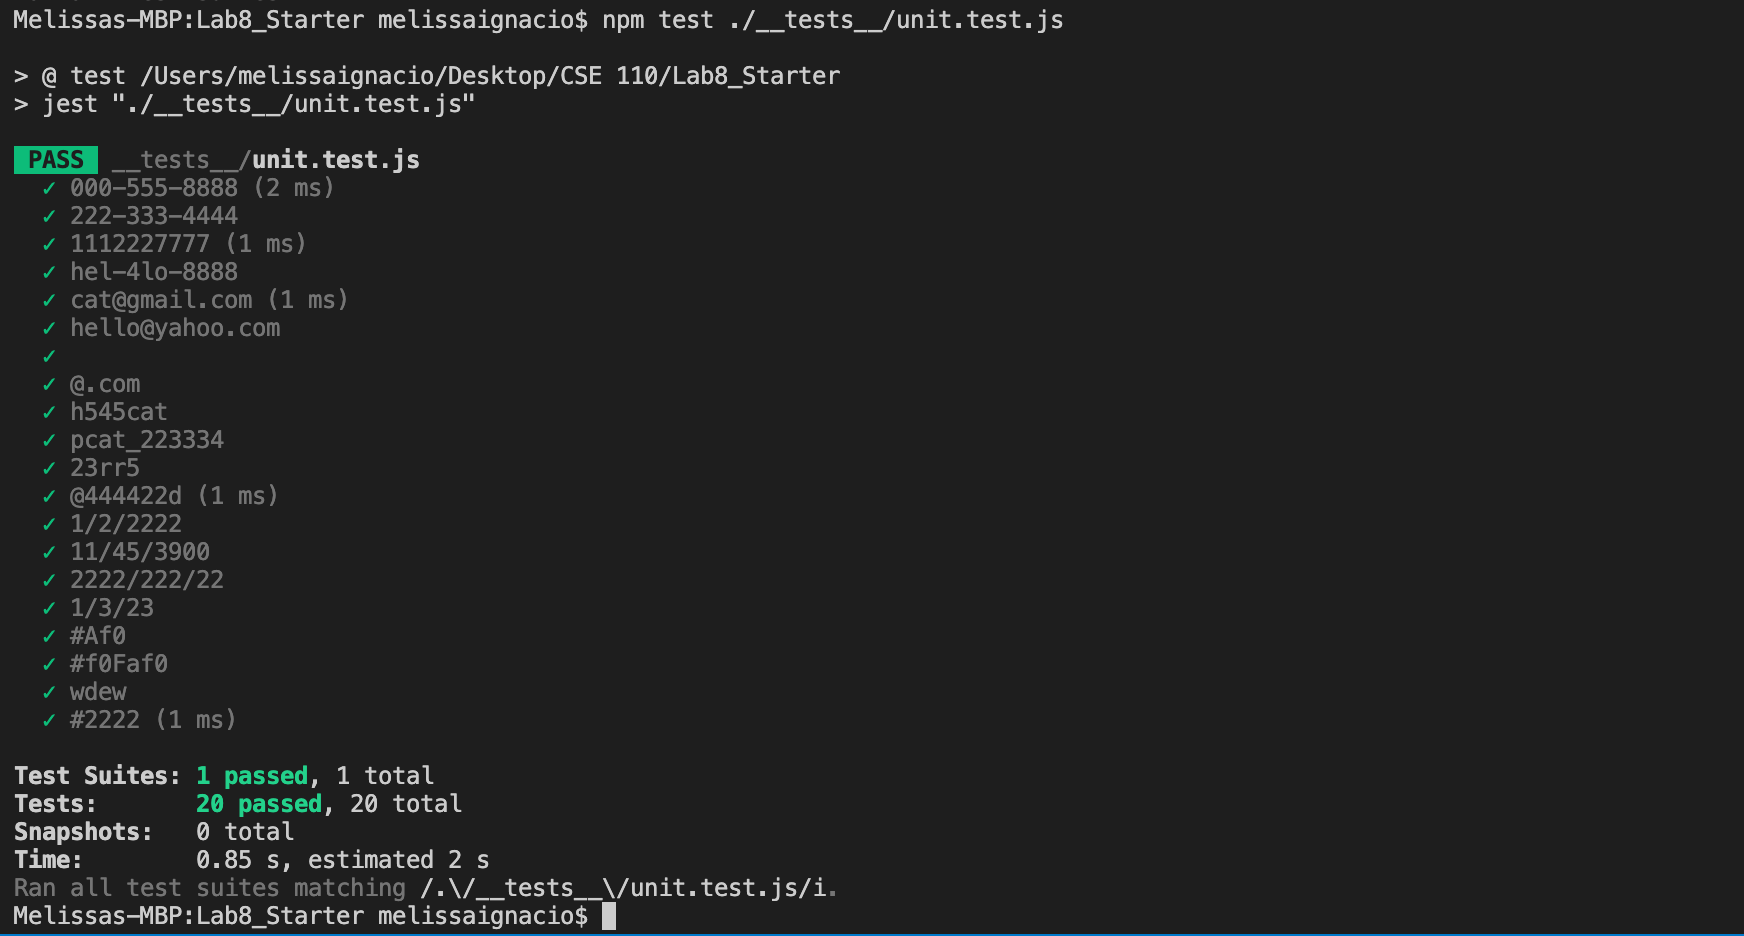 Melissas-MBP:Lab8_Starter melissaignacio$ npm test ./__tests__/unit.test.js
> @ test /Users/melissaignacio/Desktop/CSE 110/Lab8_Starter
> jest "./__tests__/unit.test.js"
PASS __tests__/unit.test.js
✓ 000-555-8888 (2 ms)
✓ 222-333-4444
✓ 1112227777 (1 ms)
✓ hel-4lo-8888
✓ cat@gmail.com (1 ms)
✓ hello@yahoo.com
✓
✓ @.com
✓ h545cat
✓ pcat_223334
✓ 23rr5
✓ @444422d (1 ms)
✓ 1/2/2222
✓ 11/45/3900
✓ 2222/222/22
✓ 1/3/23
✓ #Af0
✓ #f0Faf0
✓ wdew
✓ #2222 (1 ms)
Test Suites: 1 passed, 1 total
Tests: 20 passed, 20 total
Snapshots: 0 total
Time: 0.85 s, estimated 2 s
Ran all test suites matching /.\/__tests__\/unit.test.js/i.
Melissas-MBP:Lab8_Starter melissaignacio$